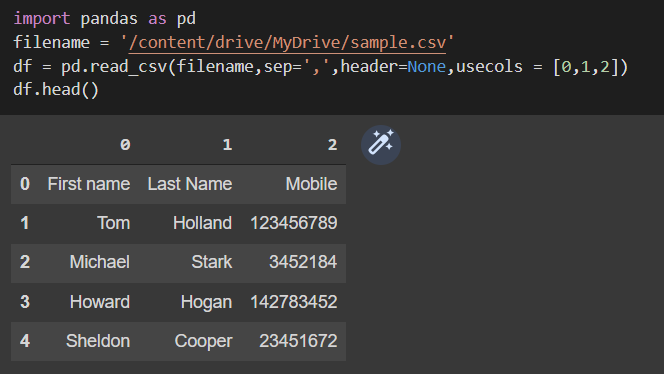 import pandas as pd
filename = '/content/drive/MyDrive/sample.csv'
df = pd.read_csv(filename,sep=',',header=None,usecols = [0,1,2])
df.head()
0 1 2
0 First name Last Name Mobile
1 Tom Holland 123456789
2 Michael Stark 3452184
3 Howard Hogan 142783452
4 Sheldon Cooper 23451672